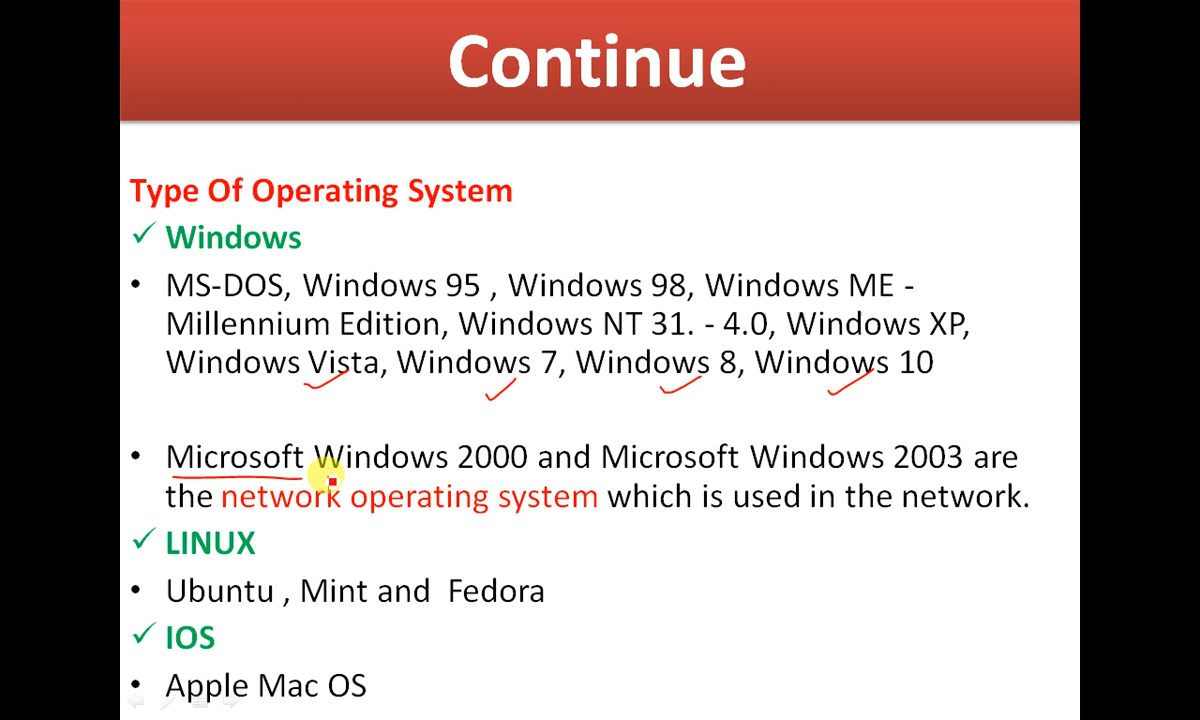 Continue
Type Of Operating System
✓ Windows
• MS-DOS, Windows 95 , Windows 98, Windows ME -
Millennium Edition, Windows NT 31. - 4.0, Windows XP,
Windows Vista, Windows 7, Windows 8, Windows 10
• Microsoft Windows 2000 and Microsoft Windows 2003 are
the network operating system which is used in the network.
✓ LINUX
• Ubuntu , Mint and Fedora
✓ IOS
• Apple Mac OS